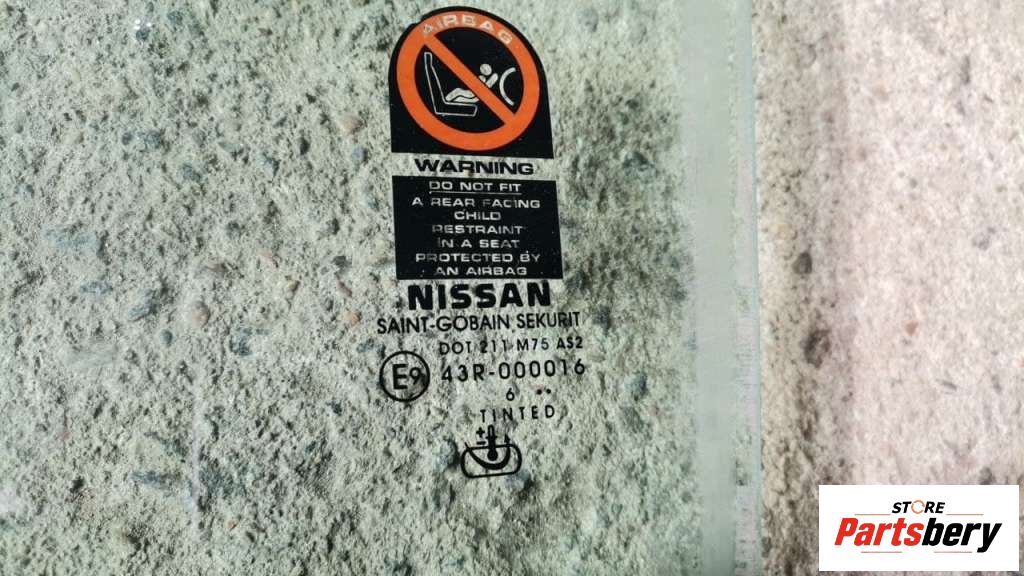 AIRBAG
WARNING
DO NOT FIT
A REAR FACING
CHILD
RESTRAINT
IN A SEAT
PROTECTED BY
AN AIRBAG
NISSAN
SAINT-GOBAIN SEKURIT
DOT 211 M75 AS2
E9 43R-000016
6 ••
TINTED
STORE
Partsbery